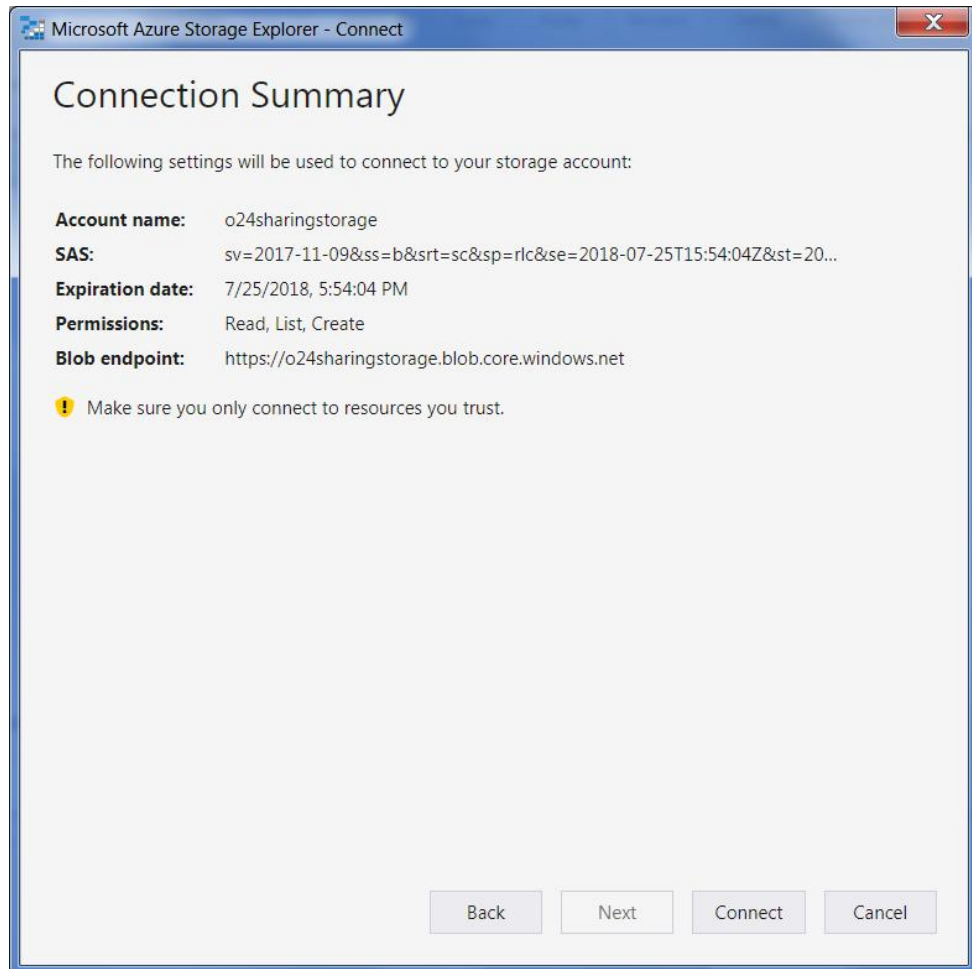 Microsoft Azure Storage Explorer - Connect
Connection Summary
The following settings will be used to connect to your storage account:
Account name: o24sharingstorage
SAS: sv=2017-11-09&ss=b&srt=sc&sp=rlc&se=2018-07-25T15:54:04Z&st=20...
Expiration date: 7/25/2018, 5:54:04 PM
Permissions: Read, List, Create
Blob endpoint: https://o24sharingstorage.blob.core.windows.net
Make sure you only connect to resources you trust.
Back Next Connect Cancel